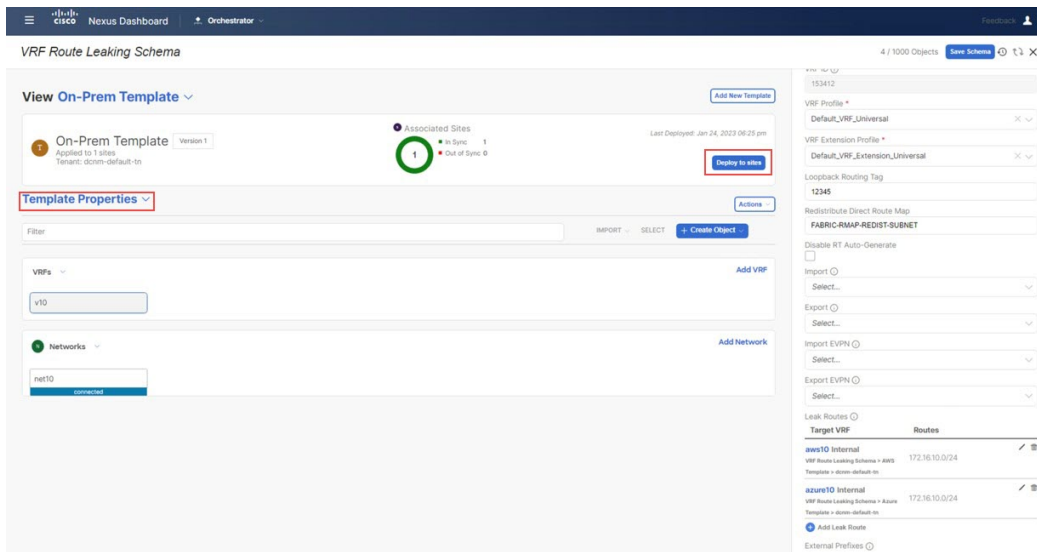 cisco Nexus Dashboard Orchestrator Feedback
VRF Route Leaking Schema 4 / 1000 Objects Save Schema
VRF ID
153412
View On-Prem Template Add New Template
VRF Profile *
Default_VRF_Universal
T On-Prem Template Version 1
Applied to 1 sites
Tenant: dcnm-default-tn
Associated Sites
In Sync 1
Out of Sync 0
1
Last Deployed: Jan 24, 2023 06:25 pm
Deploy to sites
VRF Extension Profile *
Default_VRF_Extension_Universal
Loopback Routing Tag
12345
Template Properties Actions
Redistribute Direct Route Map
FABRIC-RMAP-REDIST-SUBNET
Filter IMPORT SELECT + Create Object
Disable RT Auto-Generate
VRFs Add VRF
v10
Import
Select...
Export
Select...
Networks Add Network
net10
connected
Import EVPN
Select...
Export EVPN
Select...
Leak Routes
Target VRF Routes
aws10 Internal
VRF Route Leaking Schema > AWS
Template > dcnm-default-tn
172.16.10.0/24
azure10 Internal
VRF Route Leaking Schema > Azure
Template > dcnm-default-tn
172.16.10.0/24
Add Leak Route
External Prefixes